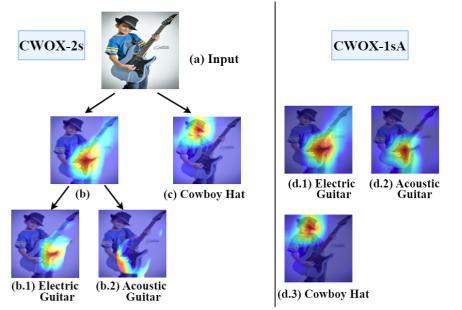 CWOX-2s
(a) Input
CWOX-1sA
(b)
(c) Cowboy Hat
(d.1) Electric
Guitar
(d.2) Acoustic
Guitar
(b.1) Electric
Guitar
(b.2) Acoustic
Guitar
(d.3) Cowboy Hat